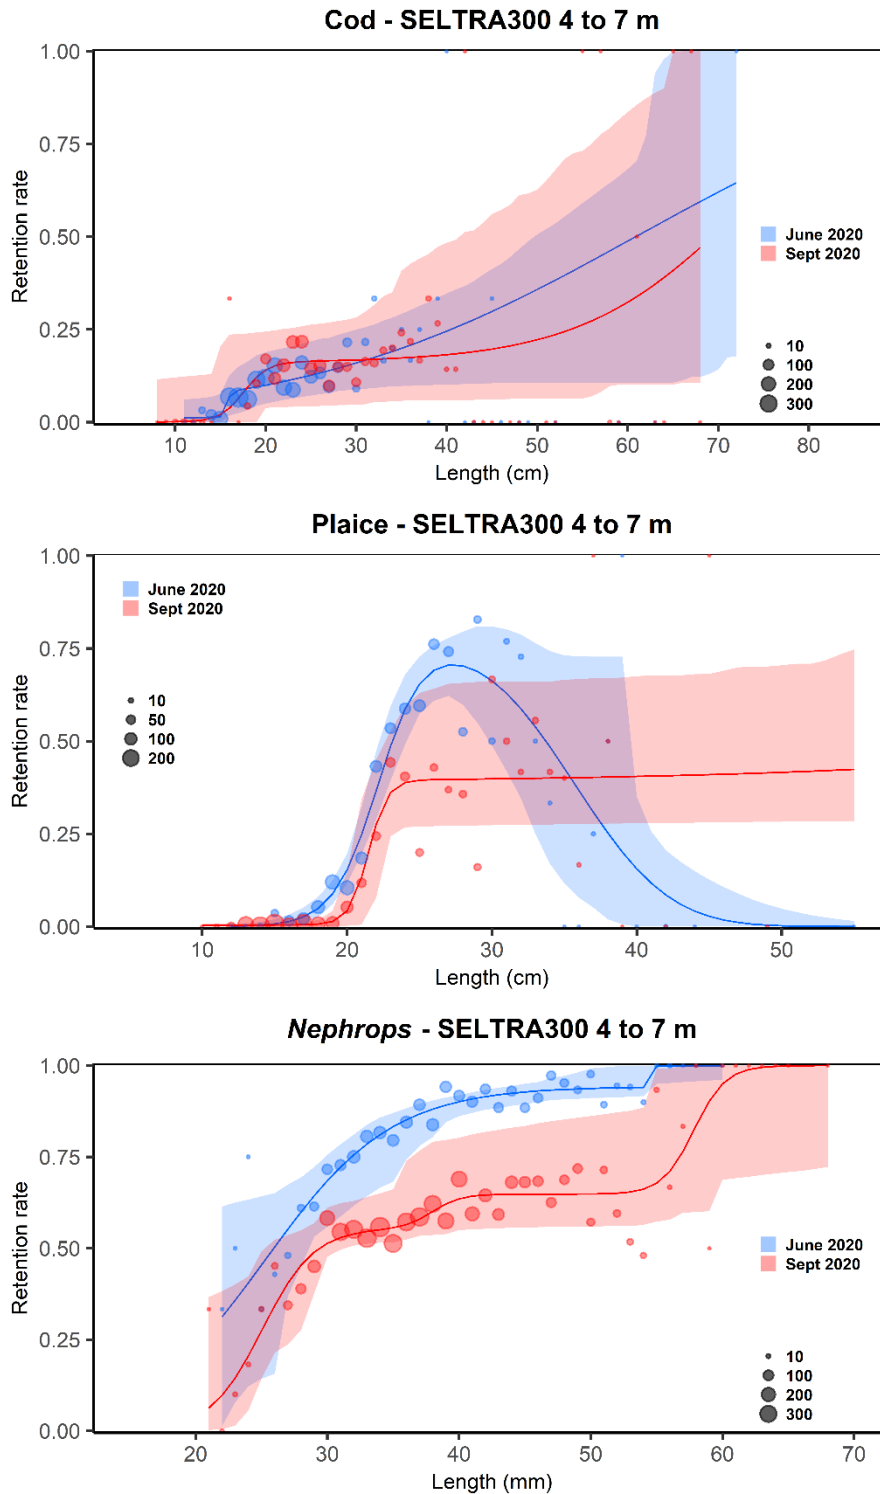 Cod - SELTRA300 4 to 7 m
1.00
0.75
0.50
0.25
0.00
Retention rate
June 2020
Sept 2020
10
100
200
300
10 20 30 40 50 60 70 80
Length (cm)
Plaice - SELTRA300 4 to 7 m
1.00
0.75
0.50
0.25
0.00
Retention rate
June 2020
Sept 2020
10
50
100
200
10 20 30 40 50
Length (cm)
Nephrops - SELTRA300 4 to 7 m
1.00
0.75
0.50
0.25
0.00
Retention rate
June 2020
Sept 2020
10
100
200
300
20 30 40 50 60 70
Length (mm)